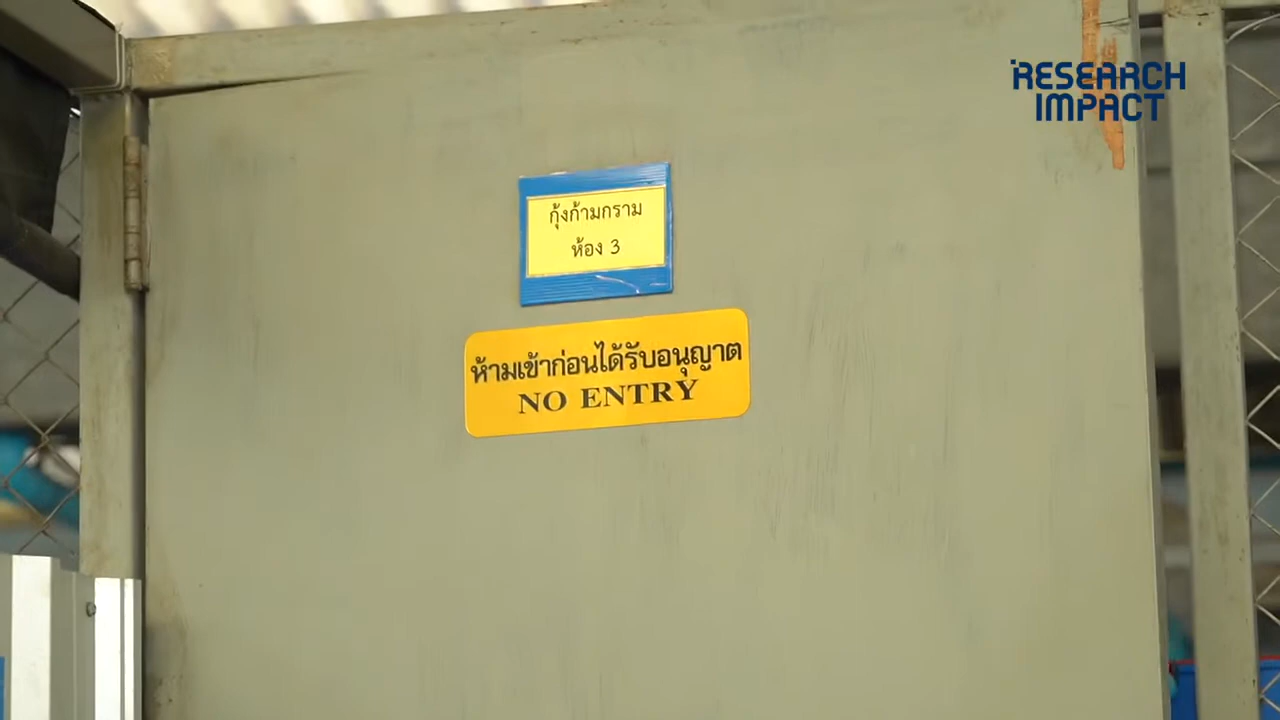 RESEARCH
IMPACT
กุ้งก้ามกราม
ห้อง 3
ห้ามเข้าก่อนได้รับอนุญาต
NO ENTRY